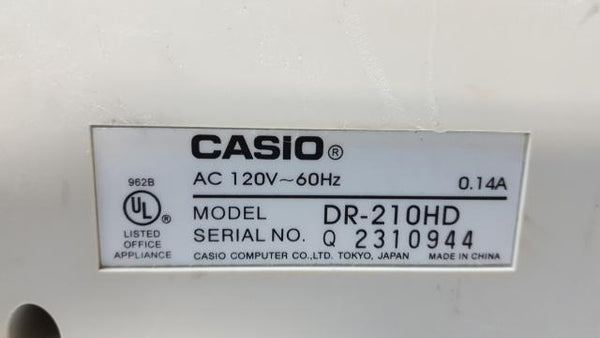 CASIO®
AC 120V~60Hz 0.14A
962B
UL®
LISTED
OFFICE
APPLIANCE
MODEL DR-210HD
SERIAL NO. Q 2310944
CASIO COMPUTER CO.,LTD. TOKYO, JAPAN MADE IN CHINA